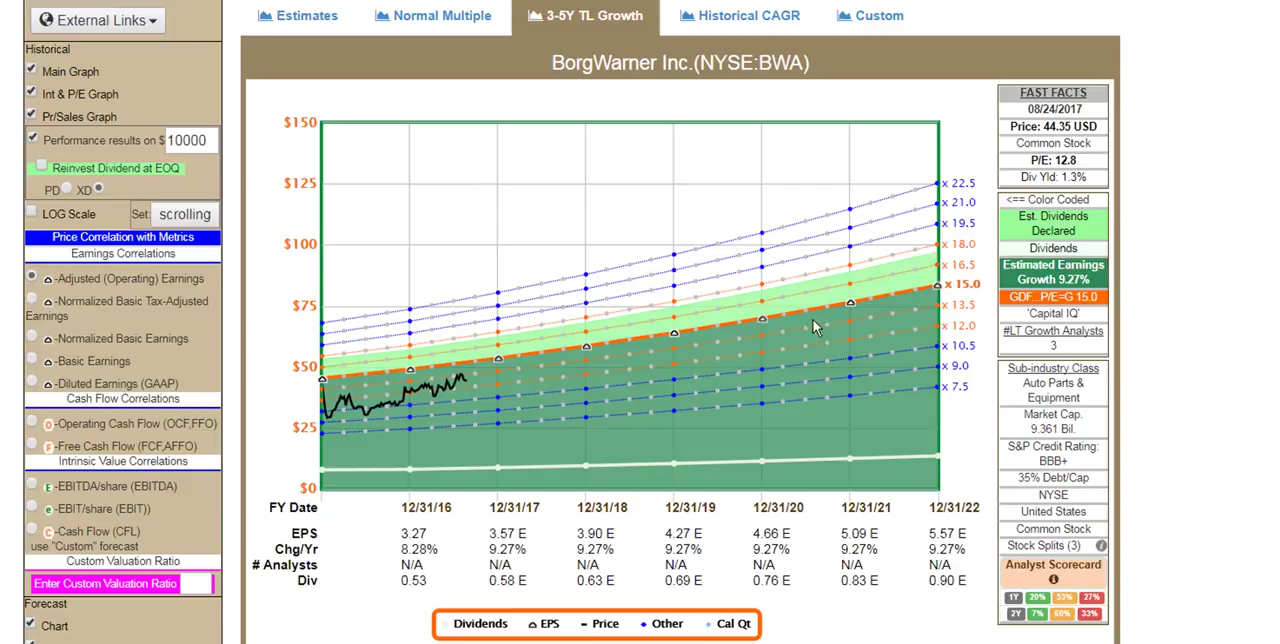 External Links
Estimates
Normal Multiple
3-5Y TL Growth
Historical CAGR
Custom
Historical
Main Graph
Int & P/E Graph
Pr/Sales Graph
Performance results on $ 10000
Reinvest Dividend at EOQ
PD XD
LOG Scale Set: scrolling
Price Correlation with Metrics
Earnings Correlations
-Adjusted (Operating) Earnings
-Normalized Basic Tax-Adjusted
Earnings
-Normalized Basic Earnings
-Basic Earnings
-Diluted Earnings (GAAP)
Cash Flow Correlations
O -Operating Cash Flow (OCF,FFO)
F -Free Cash Flow (FCF,AFFO)
Intrinsic Value Correlations
E -EBITDA/share (EBITDA)
e -EBIT/share (EBIT))
C -Cash Flow (CFL)
use "Custom" forecast
Custom Valuation Ratio
Enter Custom Valuation Ratio
Forecast
Chart
BorgWarner Inc.(NYSE:BWA)
$150
$125
$100
$75
$50
$25
$0
x 22.5
x 21.0
x 19.5
x 18.0
x 16.5
x 15.0
x 13.5
x 12.0
x 10.5
x 9.0
x 7.5
FY Date 12/31/16 12/31/17 12/31/18 12/31/19 12/31/20 12/31/21 12/31/22
EPS 3.27 3.57 E 3.90 E 4.27 E 4.66 E 5.09 E 5.57 E
Chg/Yr 8.28% 9.27% 9.27% 9.27% 9.27% 9.27% 9.27%
# Analysts N/A N/A N/A N/A N/A N/A N/A
Div 0.53 0.58 E 0.63 E 0.69 E 0.76 E 0.83 E 0.90 E
Dividends EPS Price Other Cal Qt
FAST FACTS
08/24/2017
Price: 44.35 USD
Common Stock
P/E: 12.8
Div Yld: 1.3%
<== Color Coded
Est. Dividends
Declared
Dividends
Estimated Earnings
Growth 9.27%
GDF...P/E=G 15.0
'Capital IQ'
#LT Growth Analysts
3
Sub-industry Class
Auto Parts &
Equipment
Market Cap.
9.361 Bil.
S&P Credit Rating:
BBB+
35% Debt/Cap
NYSE
United States
Common Stock
Stock Splits (3) i
Analyst Scorecard
1Y 20% 53% 27%
2Y 7% 60% 33%